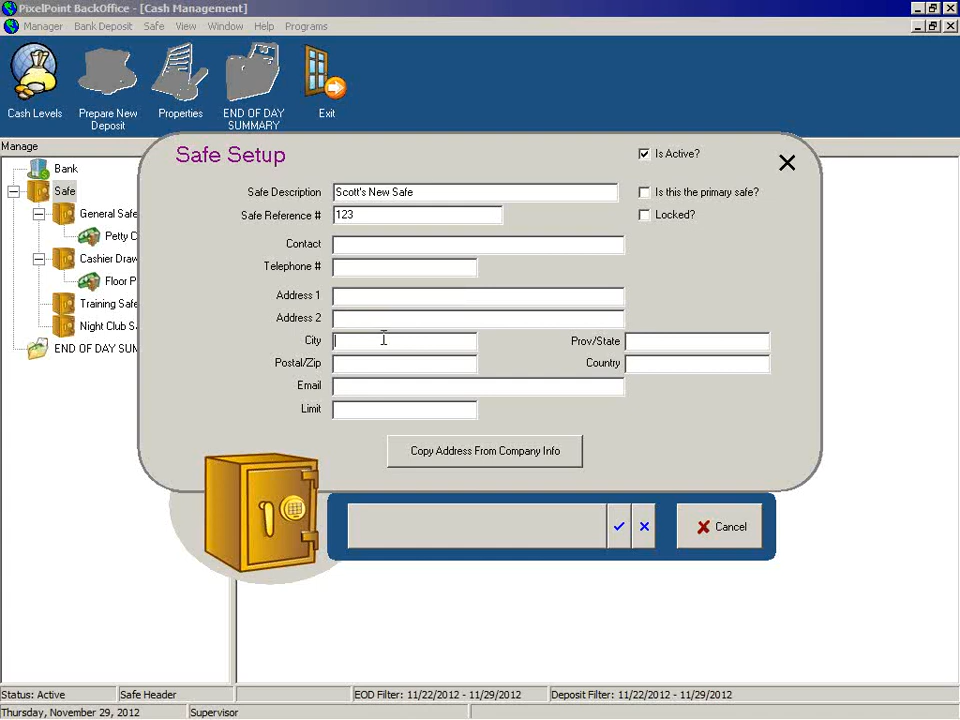 PixelPoint BackOffice - [Cash Management]
Manager Bank Deposit Safe View Window Help Programs
Cash Levels
Prepare New Deposit
Properties
END OF DAY SUMMARY
Exit
Manage
Bank
Safe
General Safe
Petty C
Cashier Draw
Floor P
Training Safe
Night Club S
END OF DAY SUM
Safe Setup
Is Active?
Safe Description Scott's New Safe
Is this the primary safe?
Safe Reference # 123
Locked?
Contact
Telephone #
Address 1
Address 2
City
Prov/State
Postal/Zip
Country
Email
Limit
Copy Address From Company Info
Cancel
Status: Active Safe Header EOD Filter: 11/22/2012 - 11/29/2012 Deposit Filter: 11/22/2012 - 11/29/2012
Thursday, November 29, 2012 Supervisor